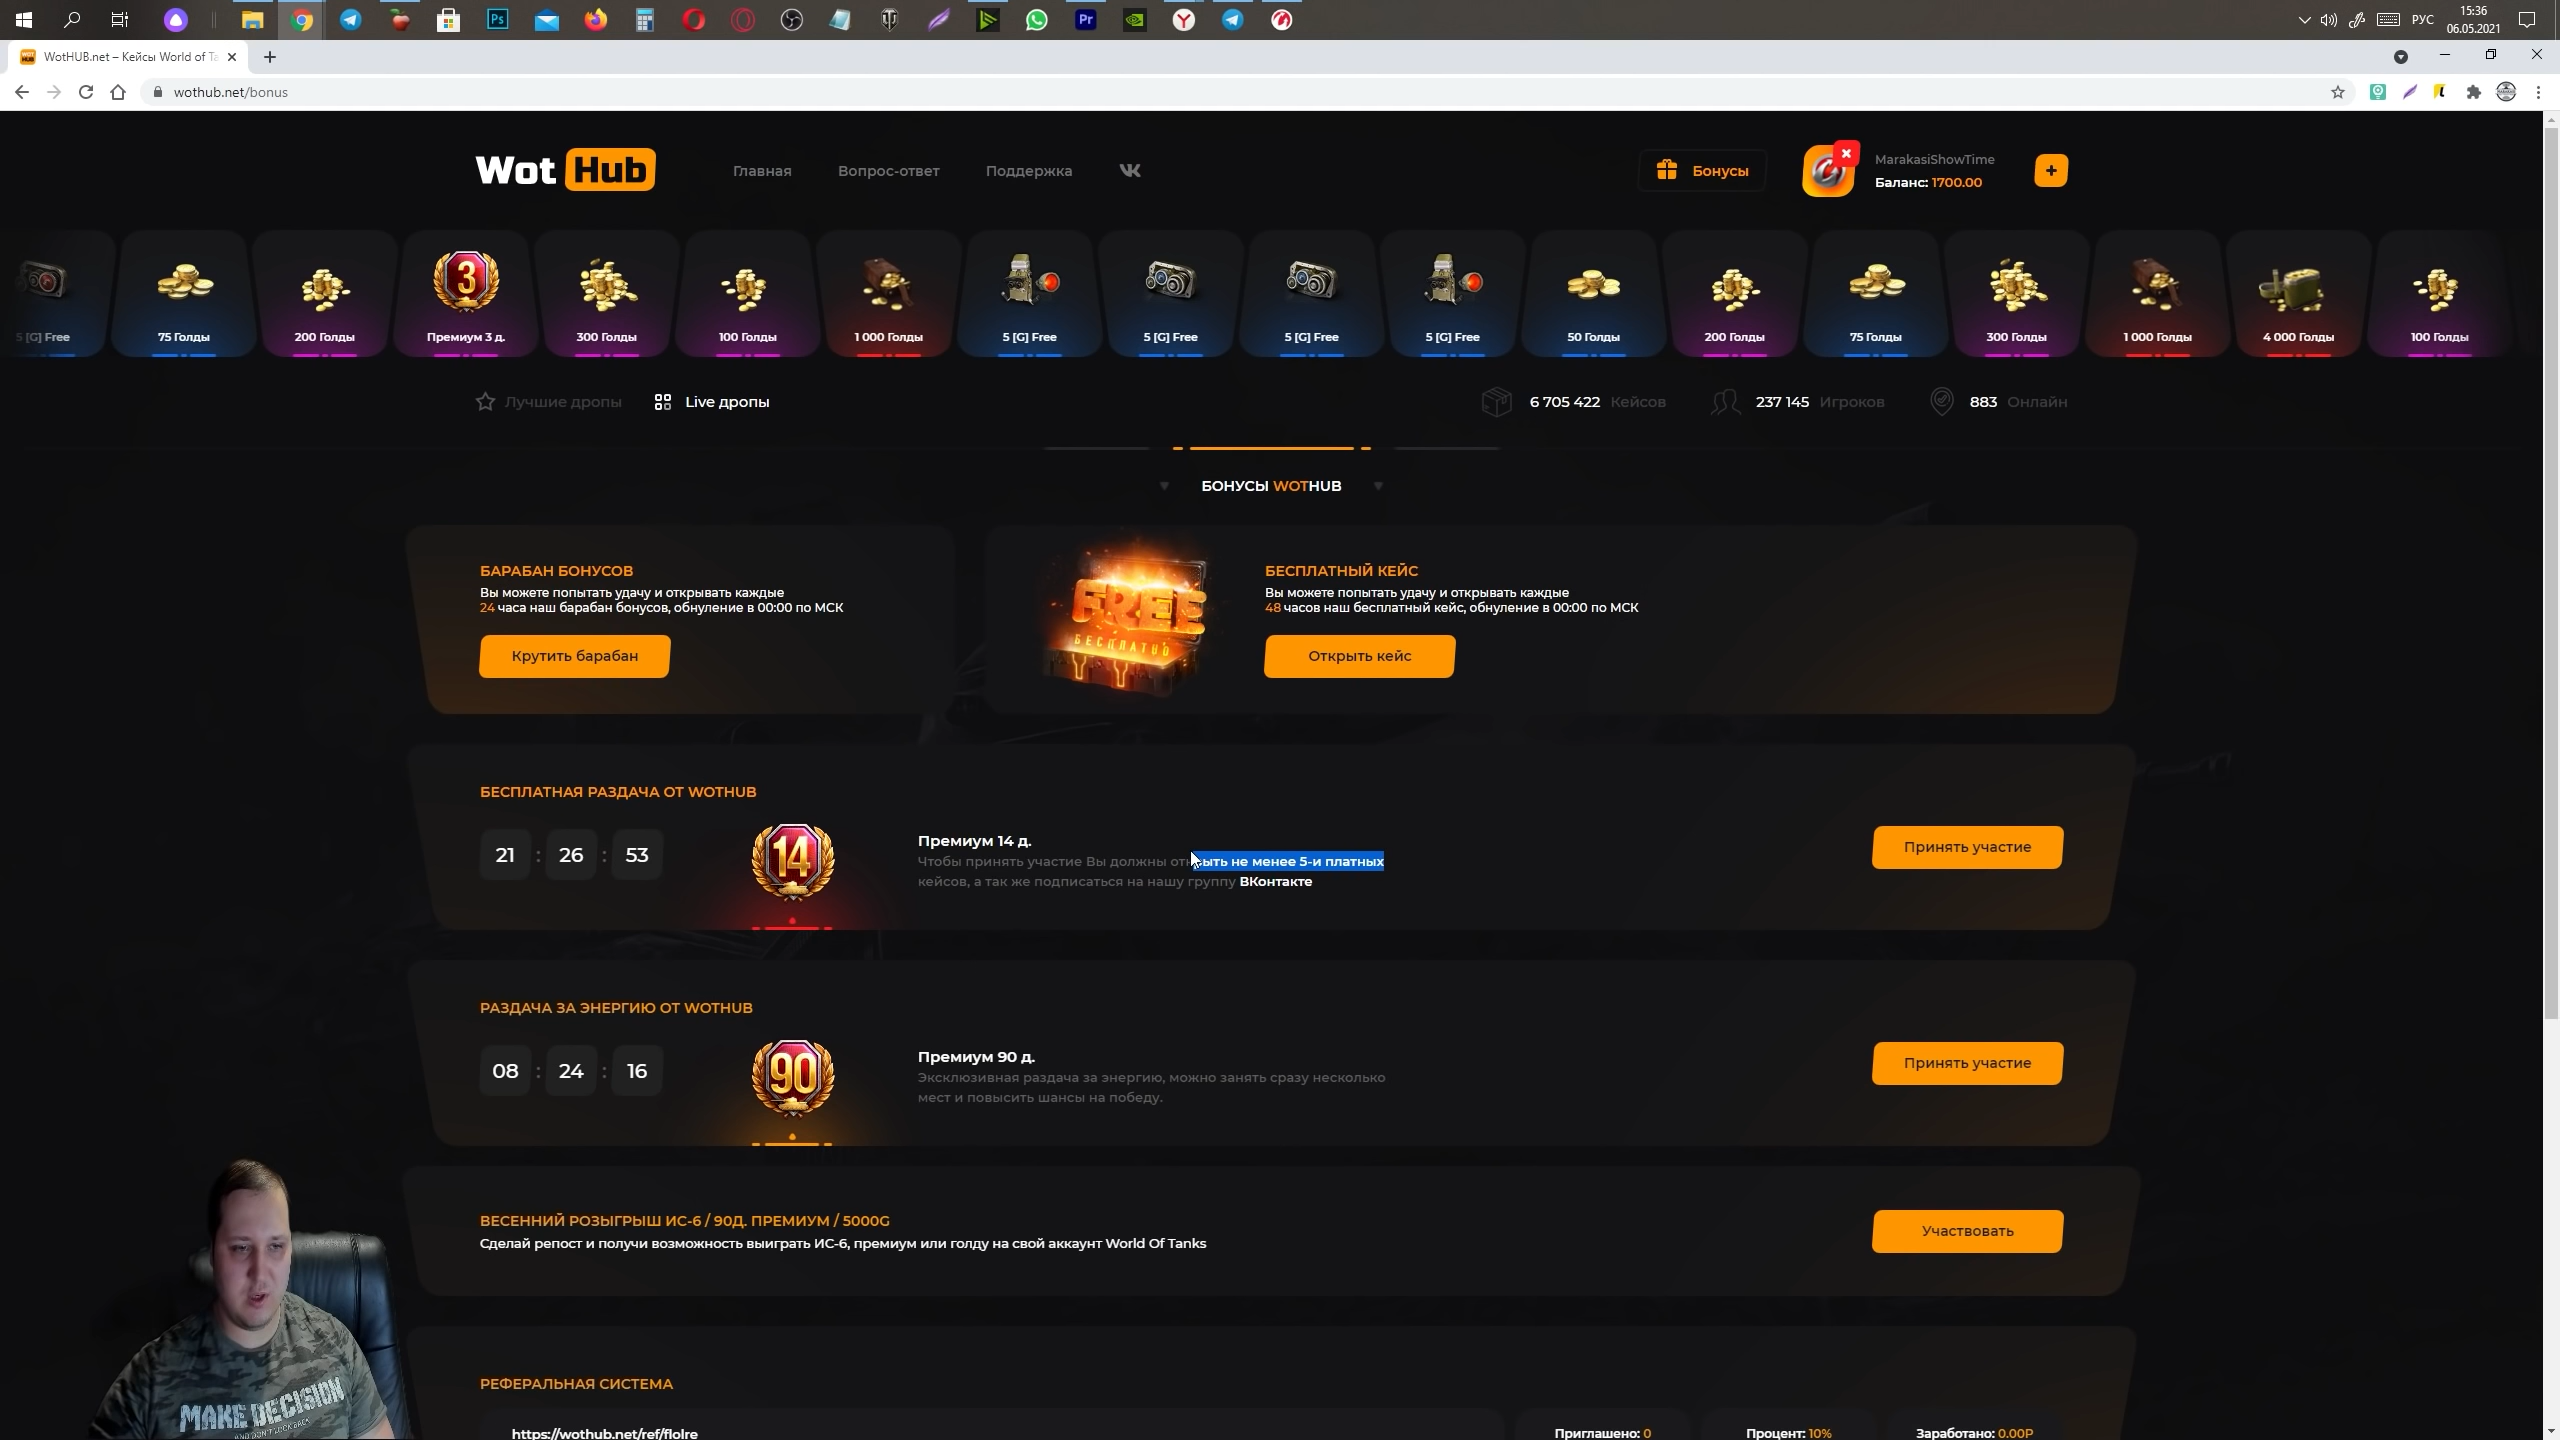 15:36
РУС
06.05.2021
WotHUB.net – Кейсы World of Ta
wothub.net/bonus
Wot Hub
Главная
Вопрос-ответ
Поддержка
Бонусы
MarakasiShowTime
Баланс: 1700.00
3
5 [G] Free
75 Голды
200 Голды
Премиум 3 д.
300 Голды
100 Голды
1 000 Голды
5 [G] Free
5 [G] Free
5 [G] Free
5 [G] Free
50 Голды
200 Голды
75 Голды
300 Голды
1 000 Голды
4 000 Голды
100 Голды
Лучшие дропы
Live дропы
6 705 422 Кейсов
237 145 Игроков
883 Онлайн
БОНУСЫ WOTHUB
БАРАБАН БОНУСОВ
Вы можете попытать удачу и открывать каждые
24 часа наш барабан бонусов, обнуление в 00:00 по МСК
Крутить барабан
FREE
БЕСПЛАТНО
БЕСПЛАТНЫЙ КЕЙС
Вы можете попытать удачу и открывать каждые
48 часов наш бесплатный кейс, обнуление в 00:00 по МСК
Открыть кейс
БЕСПЛАТНАЯ РАЗДАЧА ОТ WOTHUB
21 : 26 : 53
14
Премиум 14 д.
Чтобы принять участие Вы должны открыть не менее 5-и платных
кейсов, а так же подписаться на нашу группу ВКонтакте
Принять участие
РАЗДАЧА ЗА ЭНЕРГИЮ ОТ WOTHUB
08 : 24 : 16
90
Премиум 90 д.
Эксклюзивная раздача за энергию, можно занять сразу несколько
мест и повысить шансы на победу.
Принять участие
ВЕСЕННИЙ РОЗЫГРЫШ ИС-6 / 90Д. ПРЕМИУМ / 5000G
Сделай репост и получи возможность выиграть ИС-6, премиум или голду на свой аккаунт World Of Tanks
Участвовать
РЕФЕРАЛЬНАЯ СИСТЕМА
https://wothub.net/ref/flolre
Приглашено: 0
Процент: 10%
Заработано: 0.00Р
MAKE DECISION
AND DON'T LOOK BACK